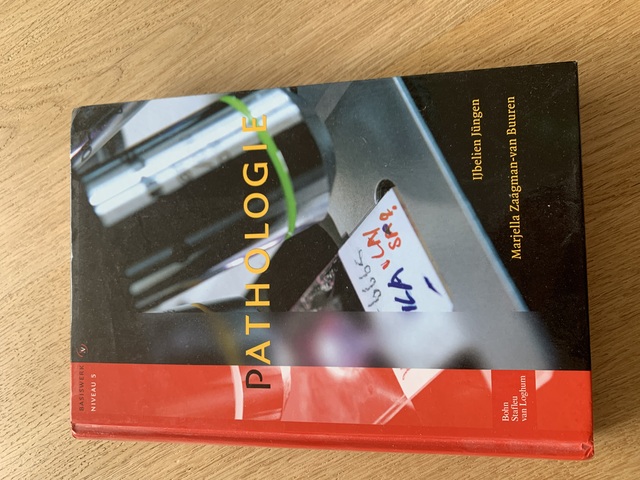 BASISWERK V
NIVEAU 5
PATHOLOGIE
IJbelien Jüngen
Marjella Zaagman-van Buuren
Bohn
Stafleu
van Loghum